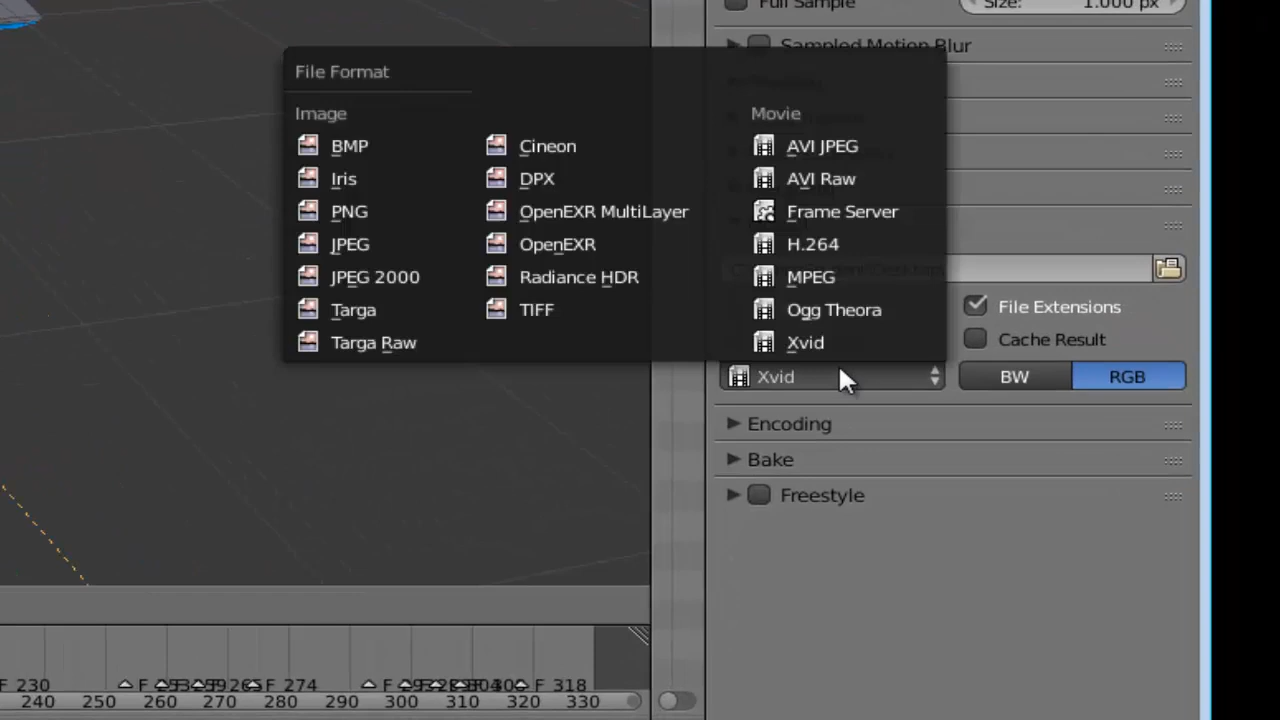 Full Sample
Size: 1.000 px
Sampled Motion Blur
File Format
Image
Movie
BMP
Cineon
AVI JPEG
Iris
DPX
AVI Raw
PNG
OpenEXR MultiLayer
Frame Server
JPEG
OpenEXR
H.264
JPEG 2000
Radiance HDR
MPEG
Targa
TIFF
Ogg Theora
File Extensions
Targa Raw
Xvid
Cache Result
Xvid
BW
RGB
Encoding
Bake
Freestyle
F 230
F 274
F 318
240 250 260 270 280 290 300 310 320 330